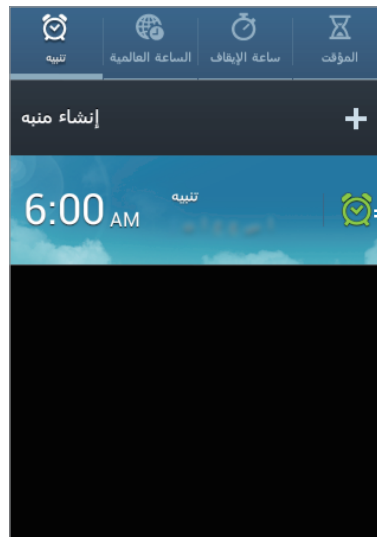 تنبيه
الساعة العالمية
ساعة الإيقاف
المؤقت
إنشاء منبه
6:00 AM
تنبيه